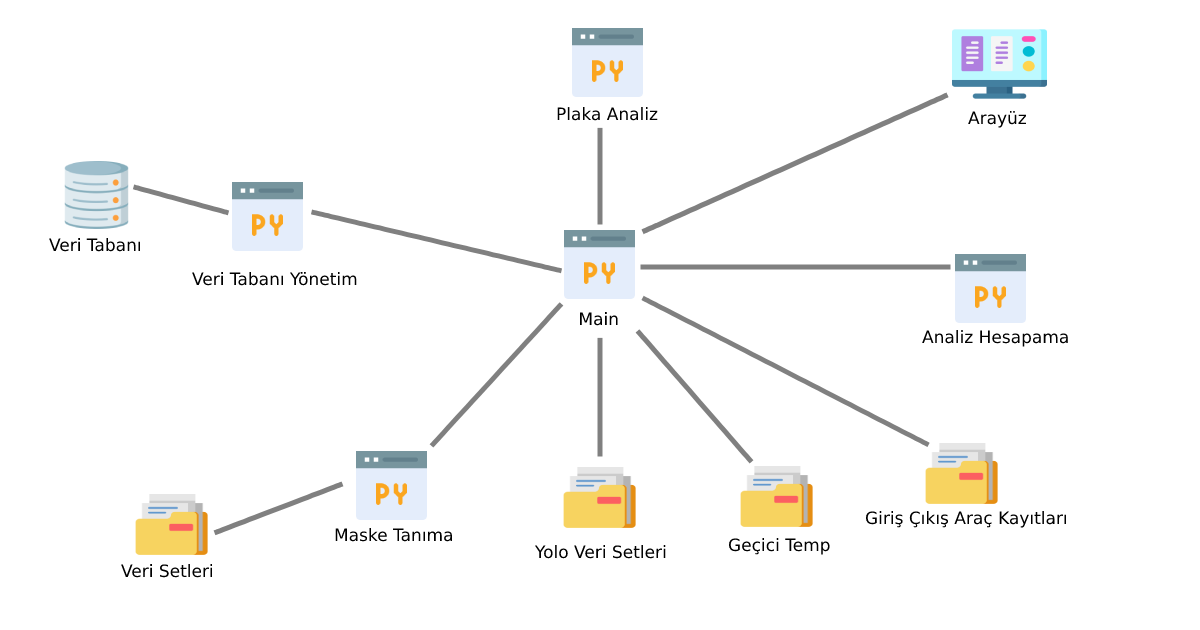 PY
Plaka Analiz
Arayüz
Veri Tabanı
PY
Veri Tabanı Yönetim
PY
Main
PY
Analiz Hesapama
PY
Maske Tanıma
Veri Setleri
Yolo Veri Setleri
Geçici Temp
Giriş Çıkış Araç Kayıtları